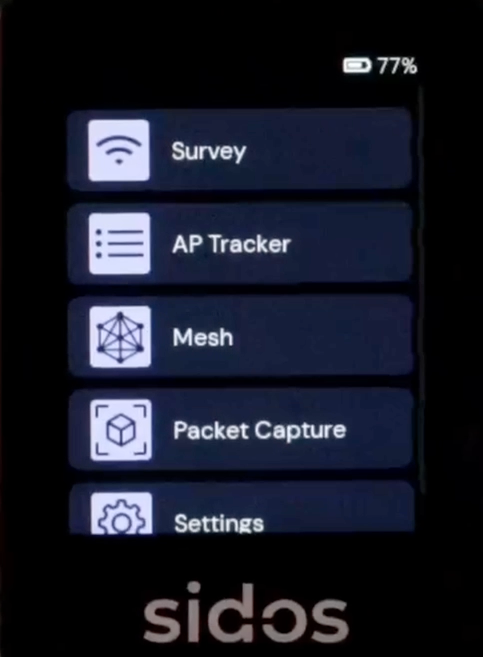 77%
Survey
AP Tracker
Mesh
Packet Capture
Settings
sidos